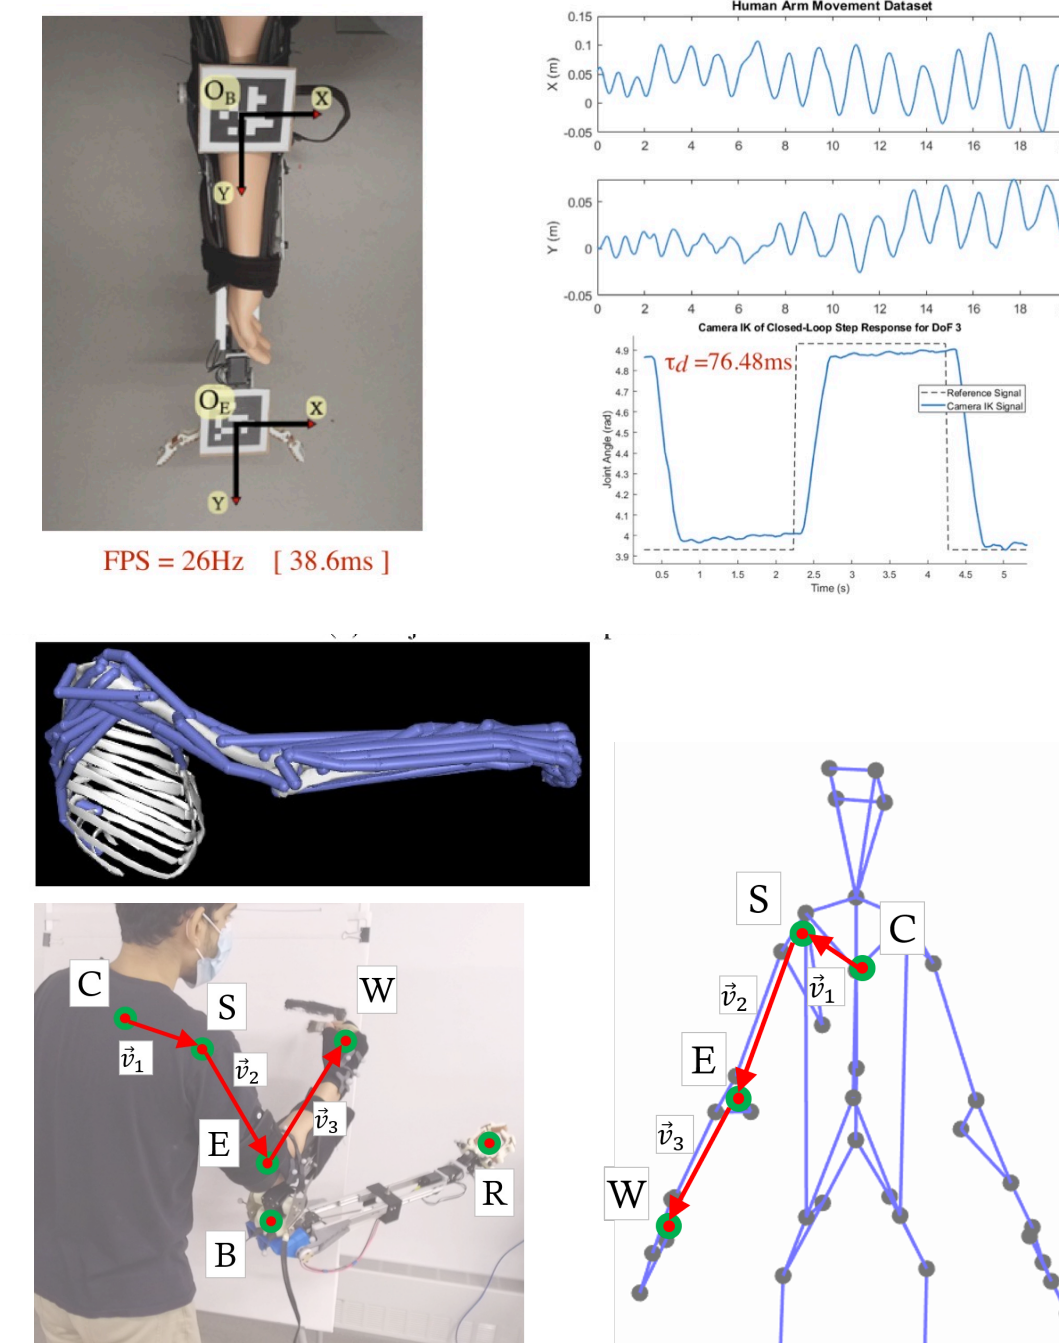 O_B
X
Y
O_E
X
Y
FPS = 26Hz [ 38.6ms ]
Human Arm Movement Dataset
0.15
0.1
0.05
0
-0.05
X (m)
0 2 4 6 8 10 12 14 16 18
0.05
0
-0.05
Y (m)
0 2 4 6 8 10 12 14 16 18
Camera IK of Closed-Loop Step Response for DoF 3
τd =76.48ms
Reference Signal
Camera IK Signal
4.9
4.8
4.7
4.6
4.5
4.4
4.3
4.2
4.1
4
3.9
Joint Angle (rad)
0.5 1 1.5 2 2.5 3 3.5 4 4.5 5
Time (s)
C
S
W
v⃗1
v⃗2
E
v⃗3
R
B
S
C
v⃗2
v⃗1
E
v⃗3
W